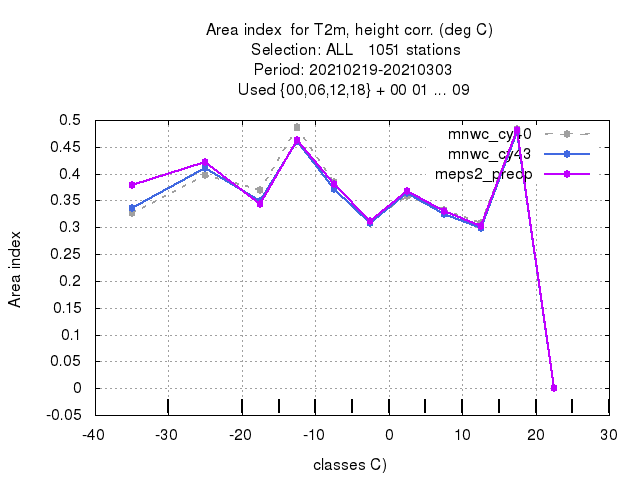 Area index  for T2m, height corr. (deg C)
Selection: ALL   1051 stations
Period: 20210219-20210303
Used {00,06,12,18} + 00 01 ... 09
0.5
0.45
0.4
0.35
0.3
0.25
0.2
0.15
0.1
0.05
0
-0.05
Area index
mnwc_cy40
mnwc_cy43
meps2_predp
-40
-30
-20
-10
0
10
20
30
classes C)